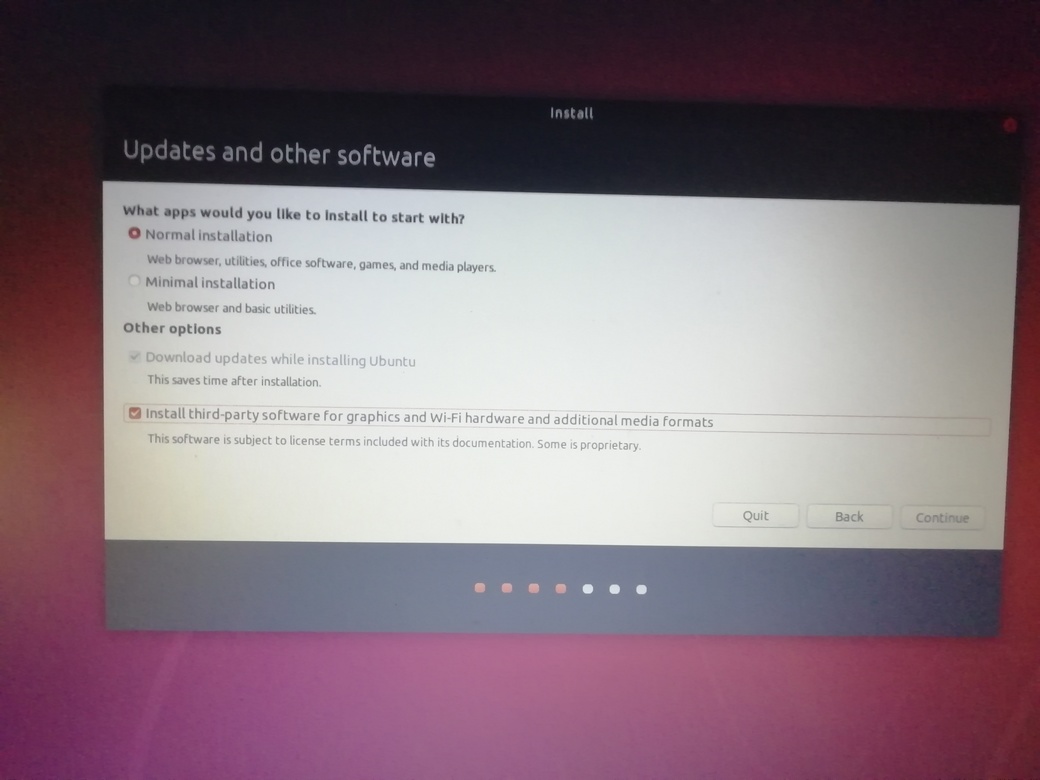 Install
Updates and other software
What apps would you like to install to start with?
Normal installation
Web browser, utilities, office software, games, and media players.
Minimal installation
Web browser and basic utilities.
Other options
Download updates while installing Ubuntu
This saves time after installation.
Install third-party software for graphics and Wi-Fi hardware and additional media formats
This software is subject to license terms included with its documentation. Some is proprietary.
Quit Back Continue